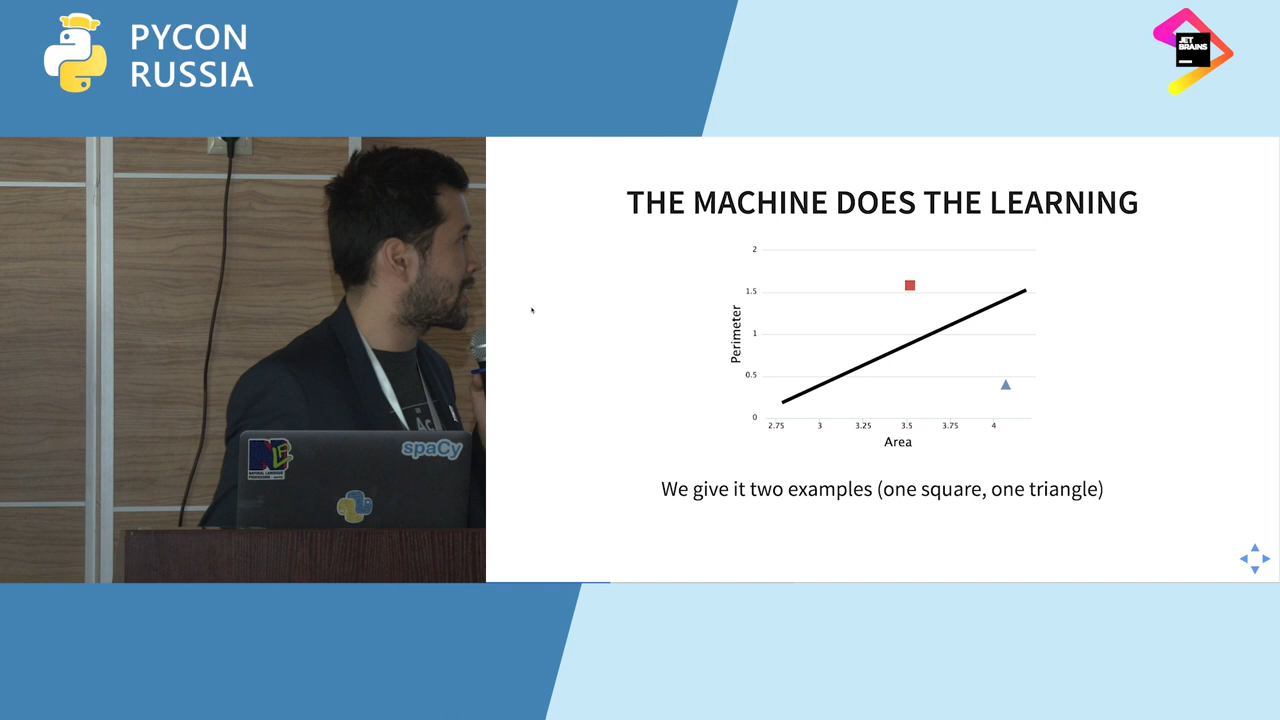 PYCON
RUSSIA
JET
BRAINS
THE MACHINE DOES THE LEARNING
2
1.5
1
0.5
0
Perimeter
2.75 3 3.25 3.5 3.75 4
Area
We give it two examples (one square, one triangle)
spaCy
NLP